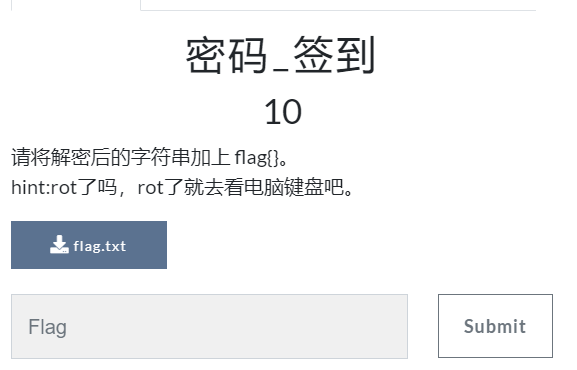 密码_签到
10
请将解密后的字符串加上 flag{}。
hint:rot了吗，rot了就去看电脑键盘吧。
flag.txt
Flag
Submit